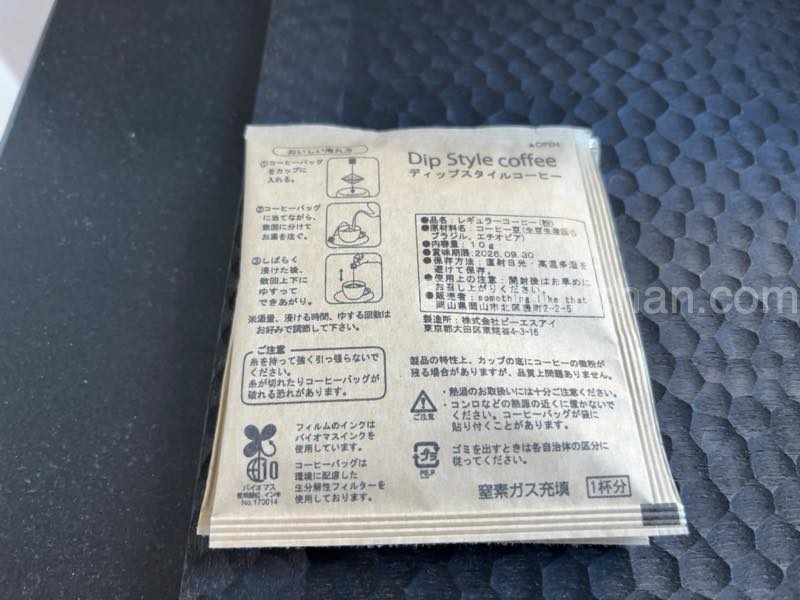 ▲OPEN
Dip Style coffee
ディップスタイルコーヒー
おいしい淹れ方
①コーヒーバッグ
をカップに
入れる。
②コーヒーバッグ
に当てながら、
数回に分けて
お湯を注ぐ。
③しばらく
浸けた後、
数回上下に
ゆすって
できあがり。
※湯量、浸ける時間、ゆする回数は
お好みで調節して下さい。
ご注意
糸を持って強く引っ張らないで
ください。
糸が切れたりコーヒーバッグが
破れる恐れがあります。
フィルムのインクは
バイオマスインクを
使用しています。
コーヒーバッグは
環境に配慮した
生分解性フィルターを
使用しております。
10
バイオマス
No.170014
●品名：レギュラーコーヒー(粉)
●原材料名：コーヒー豆(生豆生産国名
ブラジル、エチオピア)
●内容量：10g
●賞味期限:2026.09.30
●保存方法：直射日光・高温多湿を
避けて保存。
●使用上の注意：開封後はお早めに
お召し上がりください。
●販売者：something like that
岡山県岡山市北区 2-2-5
製造所：株式会社ピーエスアイ
東京都大田区東糀谷4-3-16
製品の特性上、カップの底にコーヒーの微粉が
残る場合がありますが、品質上問題ありません。
ご注意
・熱湯のお取扱いには十分ご注意ください。
・コンロなどの熱源の近くに置かないで
ください。コーヒーバッグが袋に
貼り付くことがあります。
プラ
PE,P
ゴミを出すときは各自治体の区分に
従ってください。
窒素ガス充填
1杯分
nan.com